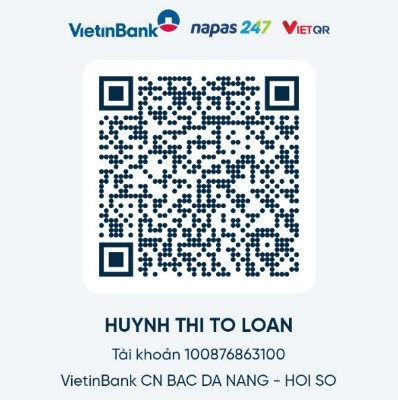 VietinBank napas 247 VIETQR
HUYNH THI TO LOAN
Tài khoản 100876863100
VietinBank CN BAC DA NANG - HOI SO